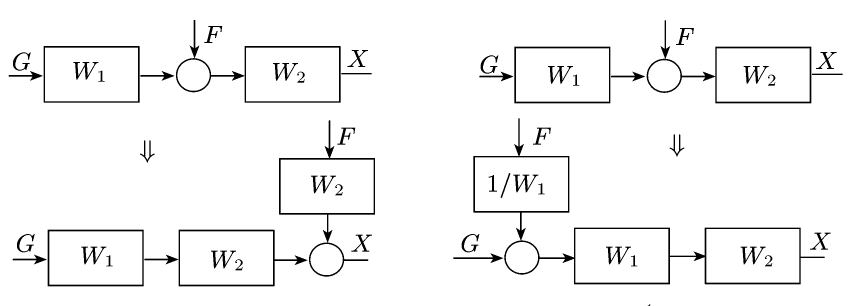 F F
G W₁ W₂ X G W₁ W₂ X
⇓ F F ⇓
W₂ 1/W₁
G W₁ W₂ X G W₁ W₂ X